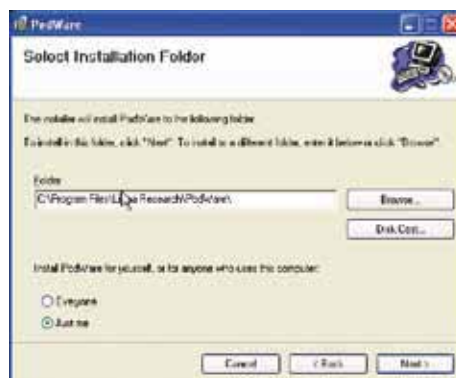 PodWare
Select Installation Folder
The installer will install PodWare to the following folder.
To install in this folder, click "Next". To install to a different folder, enter it below or click "Browse".
Folder
C:\Program Files\ Research\PodWare\
Browse...
Disk Cost...
Install PodWare for yourself, or for anyone who uses this computer:
Everyone
Just me
Cancel
< Back
Next >